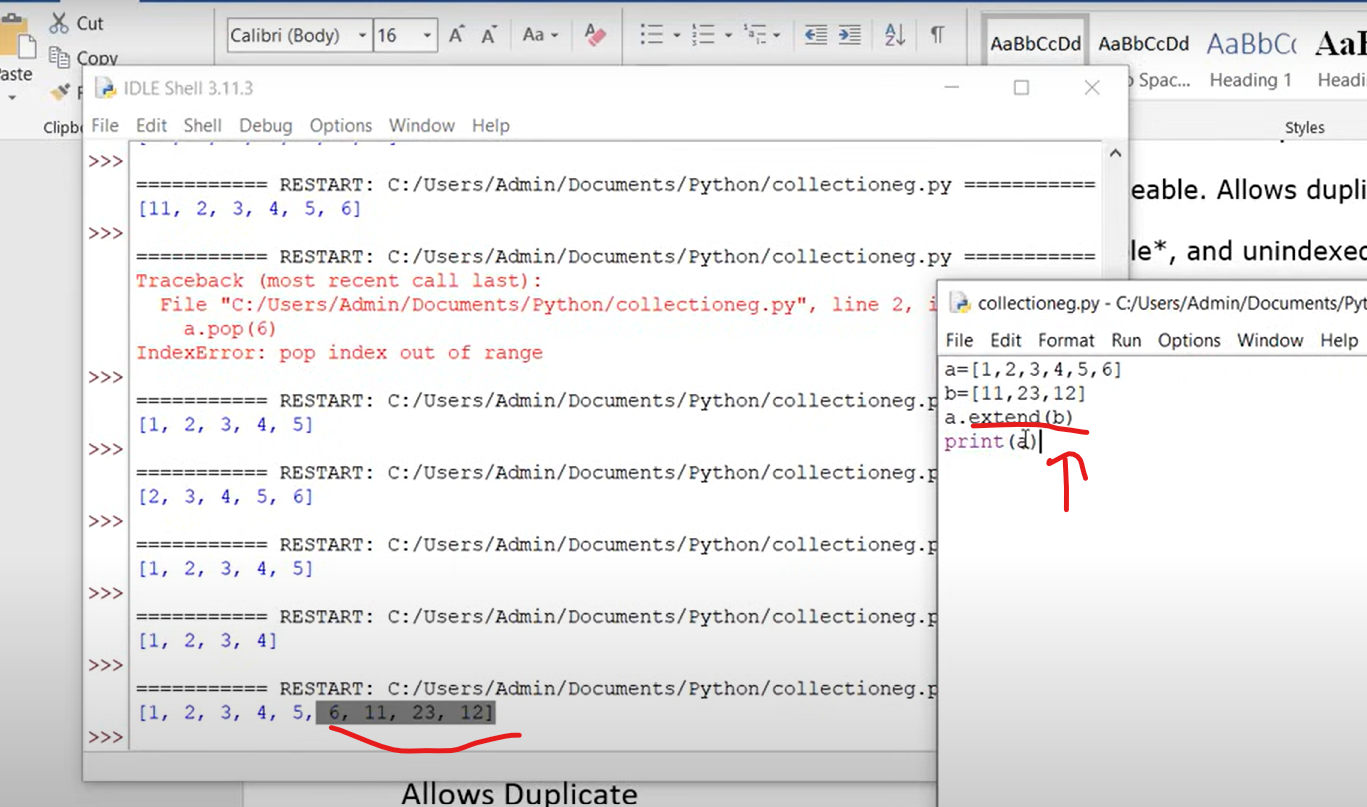 Cut
Calibri (Body) 16 Aa
AaBbCcDd AaBbCcDd
Copy
Spac... Heading 1
Styles
IDLE Shell 3.11.3
File Edit Shell Debug Options Window Help
>>>
=========== RESTART: C:/Users/Admin/Documents/Python/collectioneg.py ===========
[11, 2, 3, 4, 5, 6]
>>>
=========== RESTART: C:/Users/Admin/Documents/Python/collectioneg.py ===========
Traceback (most recent call last):
File "C:/Users/Admin/Documents/Python/collectioneg.py", line 2, i
a.pop(6)
IndexError: pop index out of range
>>>
=========== RESTART: C:/Users/Admin/Documents/Python/collectioneg.p
[1, 2, 3, 4, 5]
>>>
=========== RESTART: C:/Users/Admin/Documents/Python/collectioneg.p
[2, 3, 4, 5, 6]
>>>
=========== RESTART: C:/Users/Admin/Documents/Python/collectioneg.p
[1, 2, 3, 4, 5]
>>>
=========== RESTART: C:/Users/Admin/Documents/Python/collectioneg.p
[1, 2, 3, 4]
>>>
=========== RESTART: C:/Users/Admin/Documents/Python/collectioneg.p
[1, 2, 3, 4, 5, 6, 11, 23, 12]
>>>
eable. Allows dupli
le*, and unindexed
collectioneg.py - C:/Users/Admin/Documents/Pyt
File Edit Format Run Options Window Help
a=[1,2,3,4,5,6]
b=[11,23,12]
a.extend(b)
print(a)
Allows Duplicate